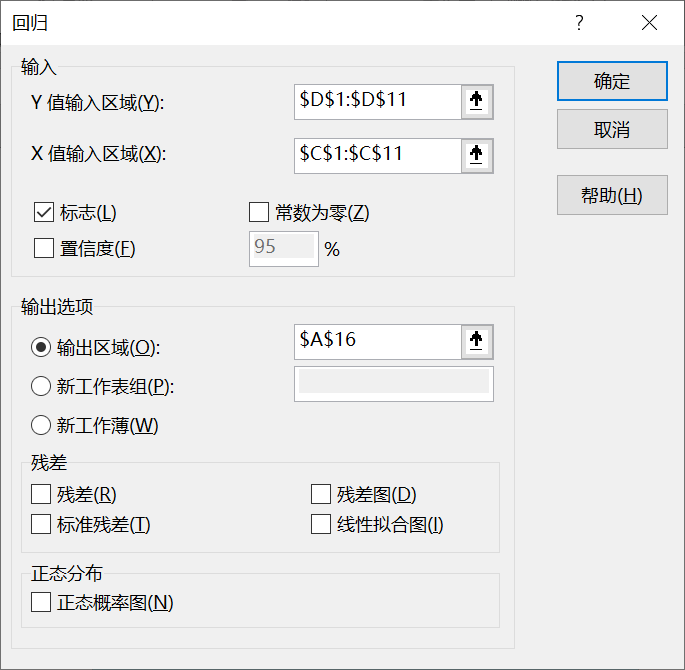 回归
?
输入
Y 值输入区域(Y):
$D$1:$D$11
确定
X 值输入区域(X):
$C$1:$C$11
取消
标志(L)
常数为零(Z)
帮助(H)
置信度(F)
95
%
输出选项
输出区域(O):
$A$16
新工作表组(P):
新工作薄(W)
残差
残差(R)
残差图(D)
标准残差(T)
线性拟合图(I)
正态分布
正态概率图(N)